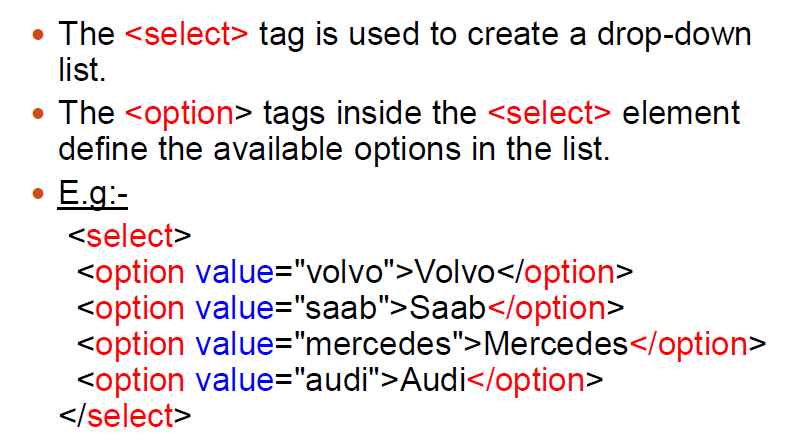 • The <select> tag is used to create a drop-down
list.
• The <option> tags inside the <select> element
define the available options in the list.
• E.g:-
<select>
<option value="volvo">Volvo</option>
<option value="saab">Saab</option>
<option value="mercedes">Mercedes</option>
<option value="audi">Audi</option>
</select>